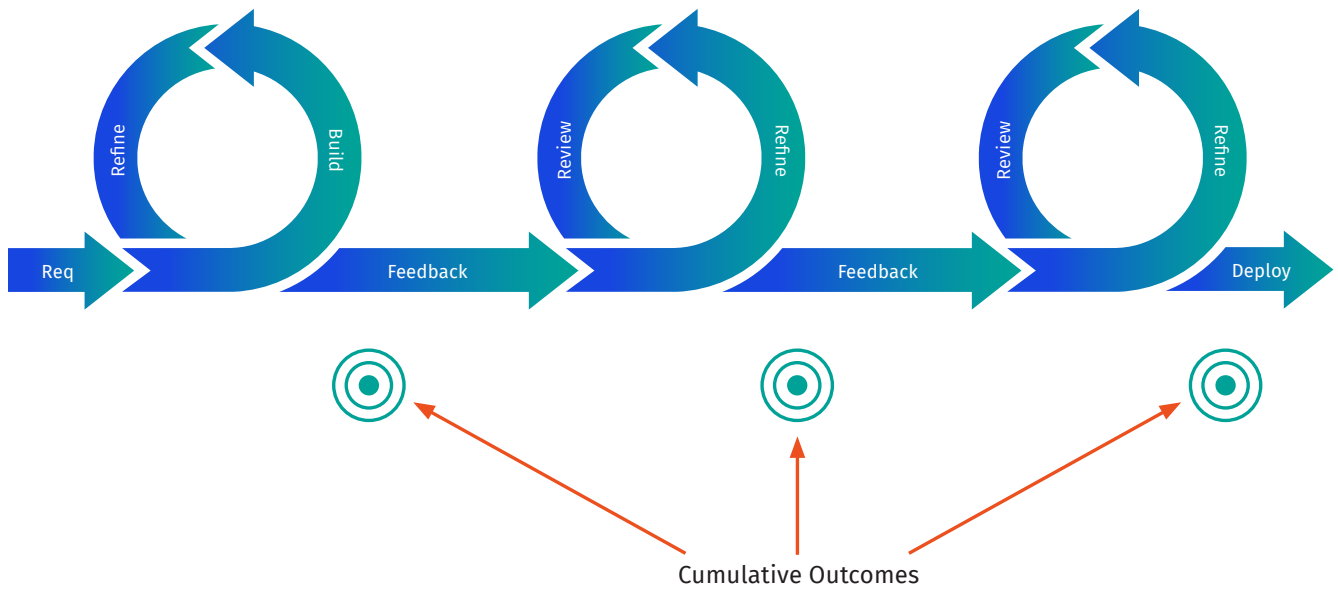 Refine
Build
Review
Refine
Review
Refine
Req
Feedback
Feedback
Deploy
Cumulative Outcomes